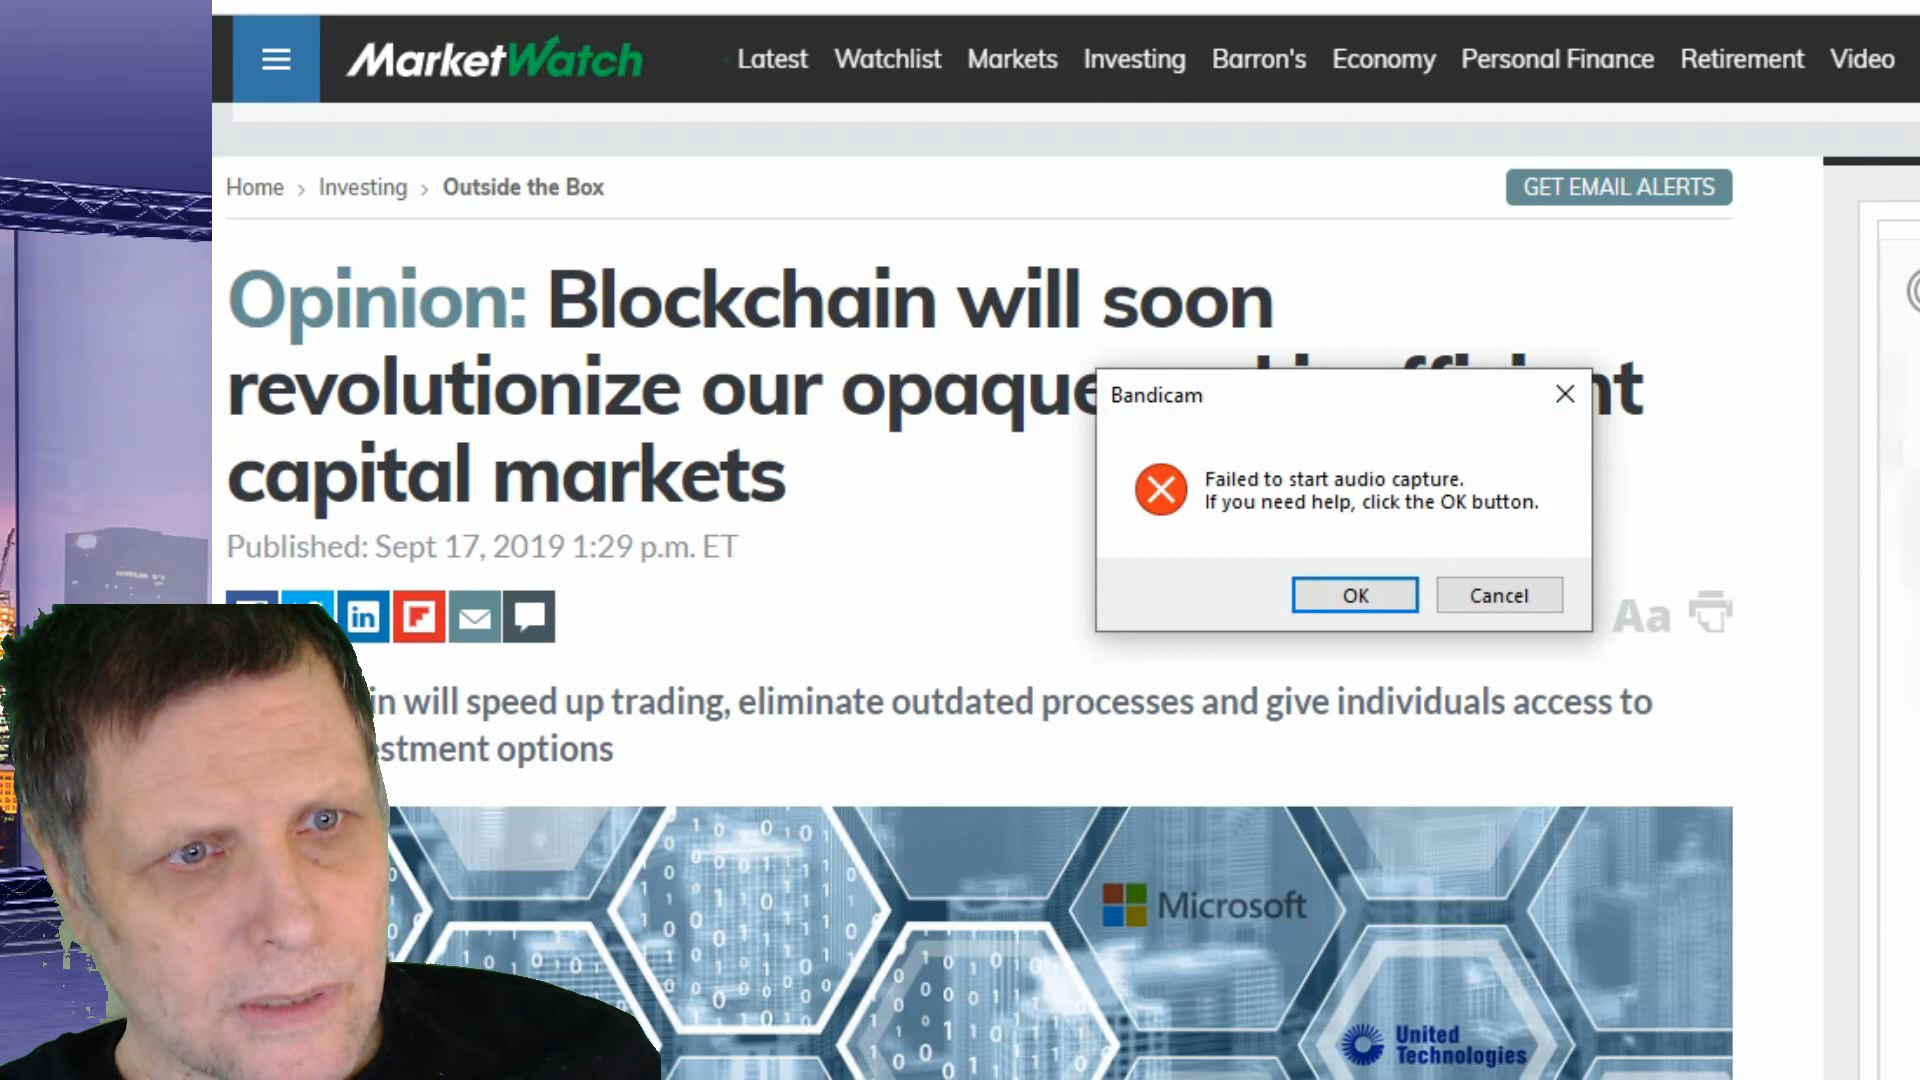 MarketWatch
Latest Watchlist Markets Investing Barron's Economy Personal Finance Retirement Video
Home > Investing > Outside the Box
GET EMAIL ALERTS
Opinion: Blockchain will soon
revolutionize our opaque
capital markets
Published: Sept 17, 2019 1:29 p.m. ET
Bandicam
Failed to start audio capture.
If you need help, click the OK button.
OK Cancel
in
Aa
will speed up trading, eliminate outdated processes and give individuals access to
options
Microsoft
United
Technologies